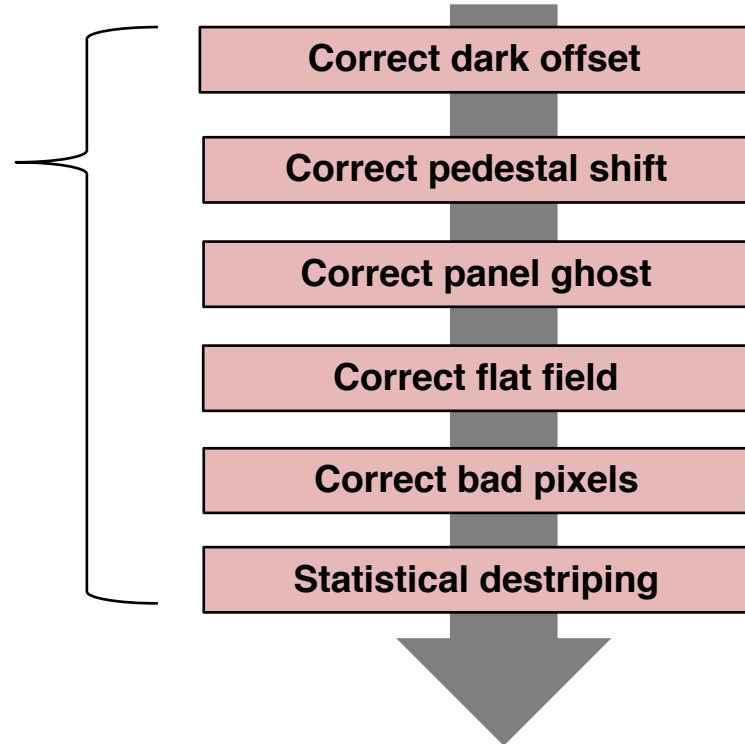 Correct dark offset
Correct pedestal shift
Correct panel ghost
Correct flat field
Correct bad pixels
Statistical destriping